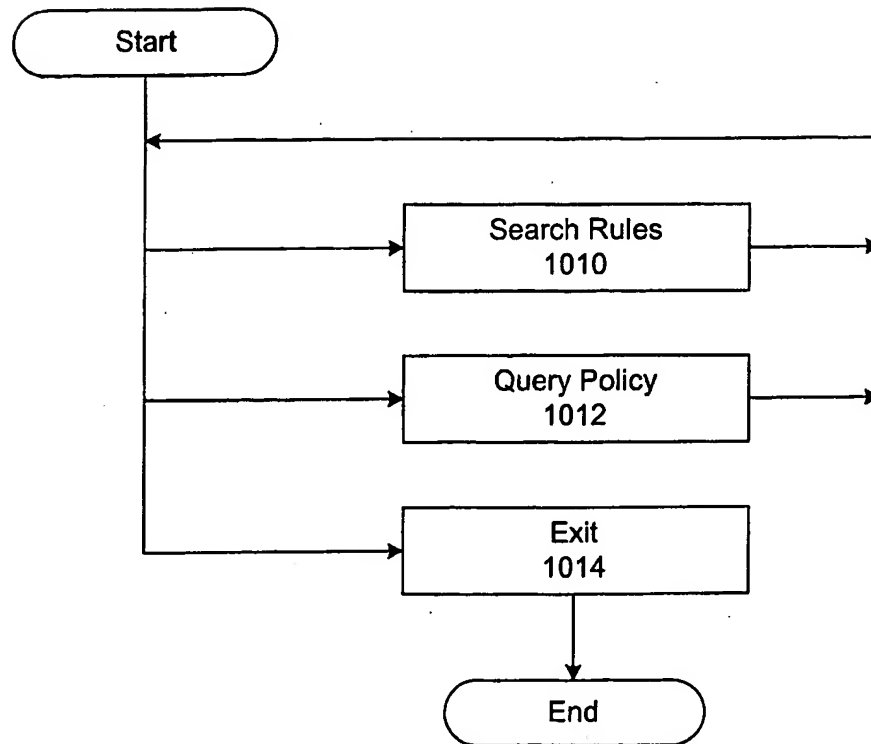 Start
Search Rules
1010
Query Policy
1012
Exit
1014
End